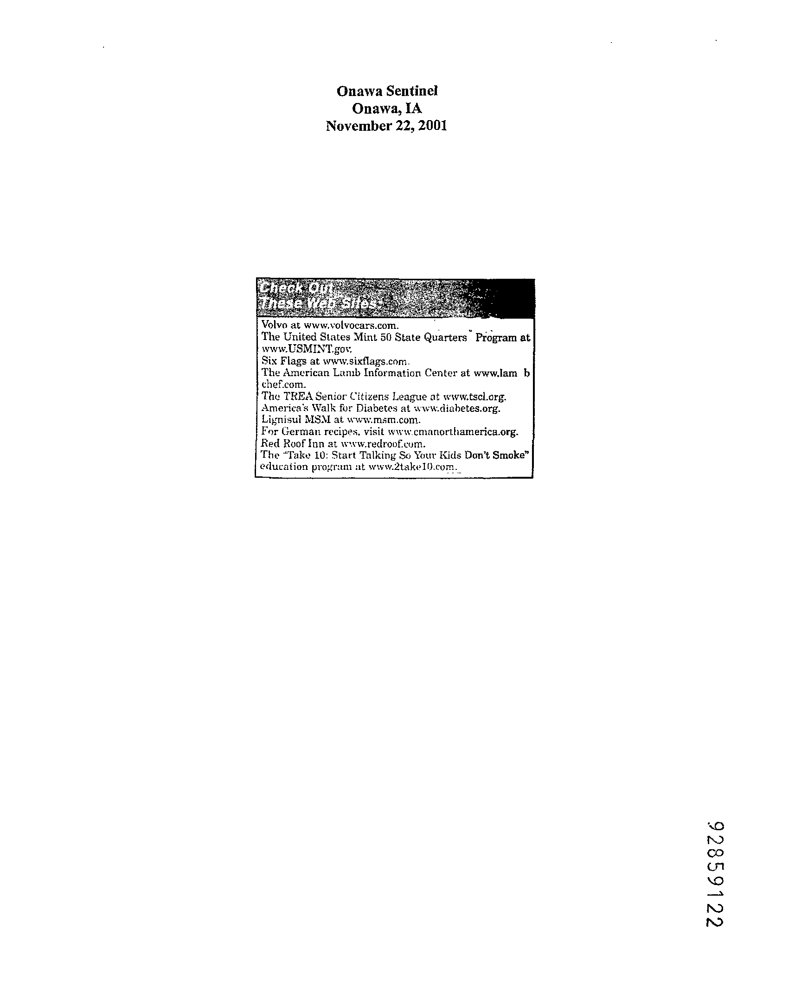 Onawa Sentinel
Onawa, IA
November 22, 2001
Check Out
These Web Sites:
Volvo at www.volvocars.com.
The United States Mint 50 State Quarters Program at
www.USMINT.gov.
Six Flags at www.sixflags.com.
The American Lamb Information Center at www.lam b
chef.com.
The TREA Senior Citizens League at www.tscl.org.
America's Walk for Diabetes at www.diabetes.org.
Lignisul MSM at www.msm.com.
For German recipes, visit www.cmanorthamerica.org.
Red Roof Inn at www.redroof.com.
The "Take 10: Start Talking So Your Kids Don't Smoke"
education program at www.2take10.com.
92859122